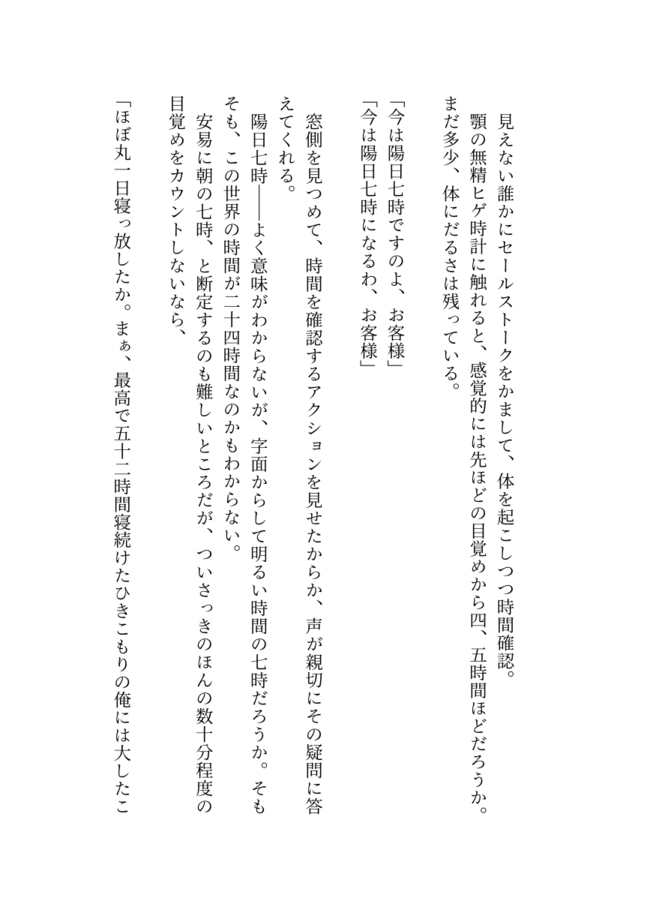 見えない誰かにセールストークをかまして、体を起こしつつ時間確認。
顎の無精ヒゲ時計に触れると、感覚的には先ほどの目覚めから四、五時間ほどだろうか。
まだ多少、体にだるさは残っている。
「今は陽日七時ですのよ、お客様」
「今は陽日七時になるわ、お客様」
窓側を見つめて、時間を確認するアクションを見せたからか、声が親切にその疑問に答
えてくれる。
陽日七時――よく意味がわからないが、字面からして明るい時間の七時だろうか。そも
そも、この世界の時間が二十四時間なのかもわからない。
安易に朝の七時、と断定するのも難しいところだが、ついさっきのほんの数十分程度の
目覚めをカウントしないなら、
「ほぼ丸一日寝っ放したか。まぁ、最高で五十二時間寝続けたひきこもりの俺には大したこ